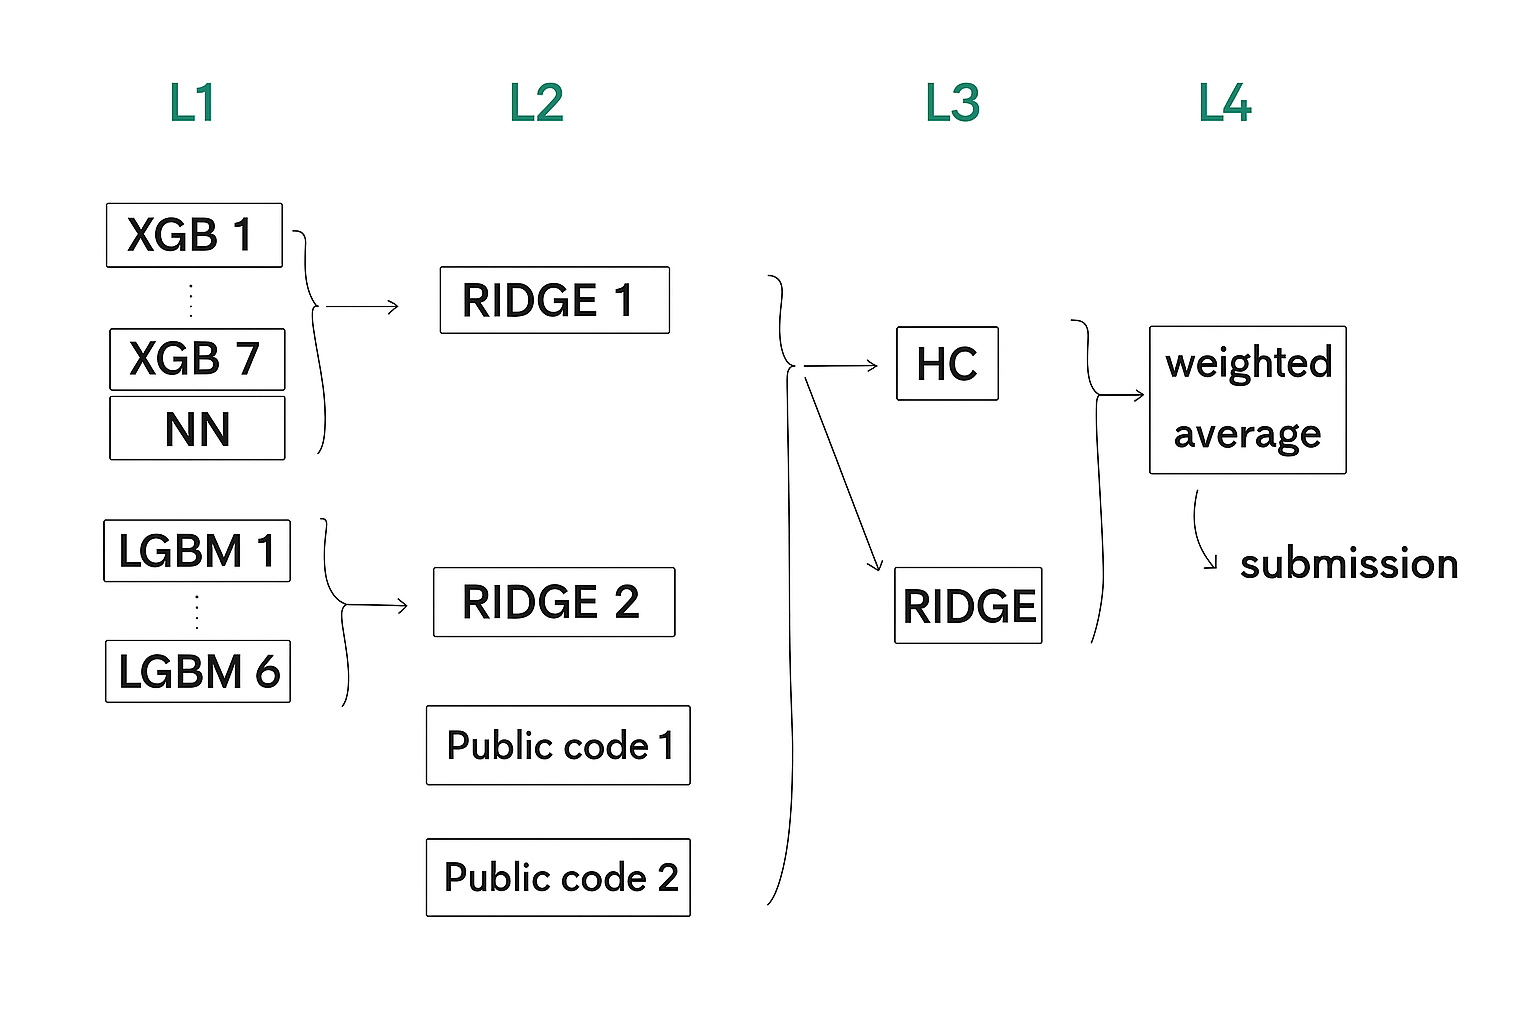 L1
L2
L3
L4
XGB 1
XGB 7
NN
LGBM 1
LGBM 6
RIDGE 1
RIDGE 2
Public code 1
Public code 2
HC
RIDGE
weighted
average
submission